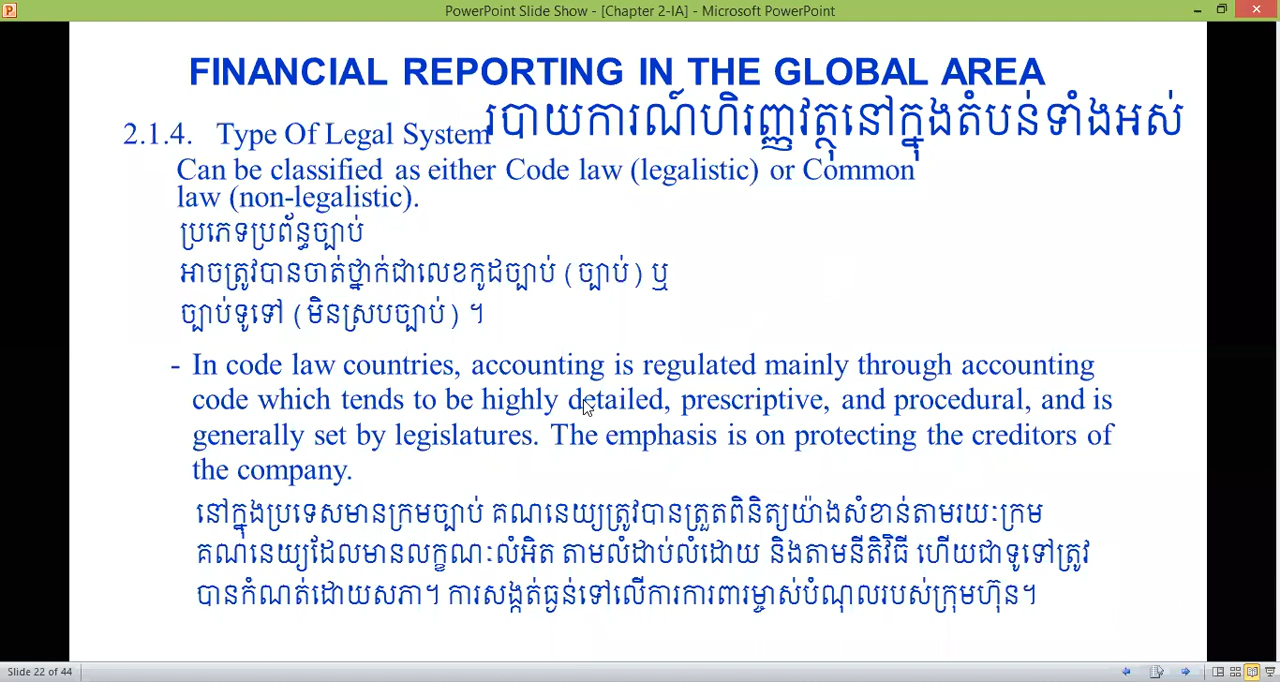 PowerPoint Slide Show - [Chapter 2-IA] - Microsoft PowerPoint
FINANCIAL REPORTING IN THE GLOBAL AREA
របាយការណ៍ហិរញ្ញវត្ថុនៅក្នុងតំបន់ទាំងអស់
2.1.4. Type Of Legal System
Can be classified as either Code law (legalistic) or Common
law (non-legalistic).
ប្រភេទប្រព័ន្ធច្បាប់
អាចត្រូវបានចាត់ថ្នាក់ជាលេខកូដច្បាប់ (ច្បាប់) ឬ
ច្បាប់ទូទៅ (មិនស្របច្បាប់) ។
- In code law countries, accounting is regulated mainly through accounting
code which tends to be highly detailed, prescriptive, and procedural, and is
generally set by legislatures. The emphasis is on protecting the creditors of
the company.
នៅក្នុងប្រទេសមានក្រមច្បាប់ គណនេយ្យត្រូវបានត្រួតពិនិត្យយ៉ាងសំខាន់តាមរយៈក្រម
គណនេយ្យដែលមានលក្ខណៈលំអិត តាមលំដាប់លំដោយ និងតាមនីតិវិធី ហើយជាទូទៅត្រូវ
បានកំណត់ដោយសភា។ ការសង្កត់ធ្ងន់ទៅលើការការពារម្ចាស់បំណុលរបស់ក្រុមហ៊ុន។
Slide 22 of 44